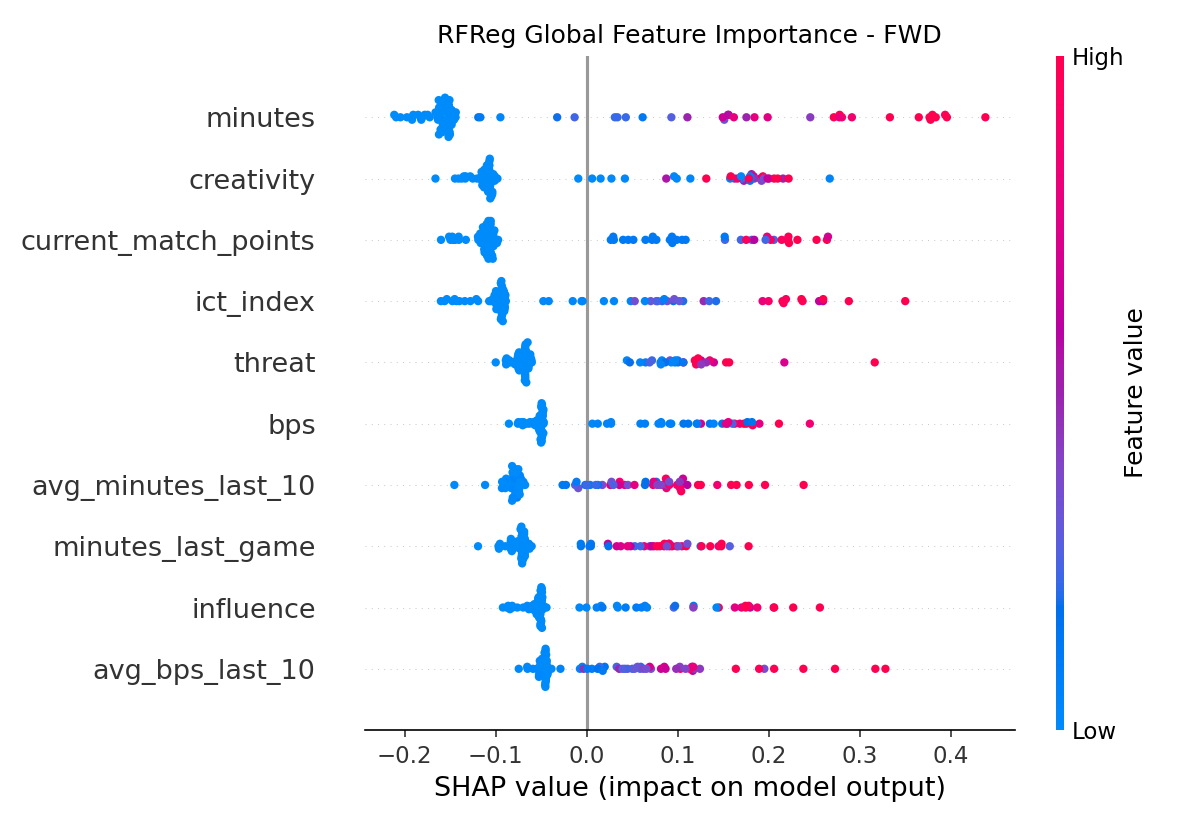 RFReg Global Feature Importance - FWD
High
minutes
creativity
current_match_points
ict_index
threat
bps
avg_minutes_last_10
minutes_last_game
influence
avg_bps_last_10
Feature value
Low
−0.2 −0.1 0.0 0.1 0.2 0.3 0.4
SHAP value (impact on model output)